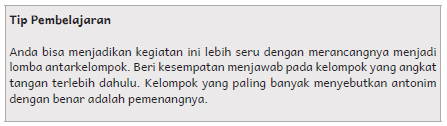 Tip Pembelajaran
Anda bisa menjadikan kegiatan ini lebih seru dengan merancangnya menjadi
lomba antarkelompok. Beri kesempatan menjawab pada kelompok yang angkat
tangan terlebih dahulu. Kelompok yang paling banyak menyebutkan antonim
dengan benar adalah pemenangnya.